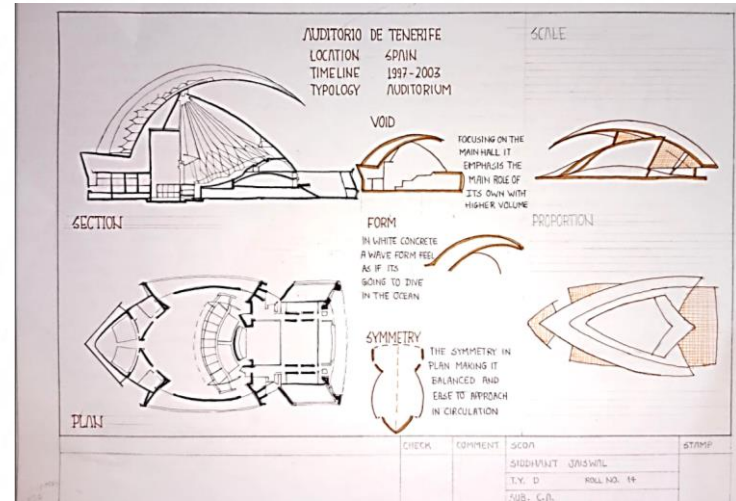 AUDITORIO DE TENERIFE
LOCATION SPAIN
TIMELINE 1997-2003
TYPOLOGY AUDITORIUM
SCALE
VOID
FOCUSING ON THE
MAIN HALL IT
EMPHASIS THE
MAIN ROLE OF
ITS OWN WITH
HIGHER VOLUME
SECTION
FORM
IN WHITE CONCRETE
A WAVE FORM FEEL
AS IF ITS
GOING TO DIVE
IN THE OCEAN
PROPORTION
SYMMETRY
THE SYMMETRY IN
PLAN MAKING IT
BALANCED AND
EASE TO APPROACH
IN CIRCULATION
PLAN
CHECK COMMENT SCOA STAMP
SIDDHANT JAISWAL
T.Y. D ROLL NO. 14
SUB. C.A.